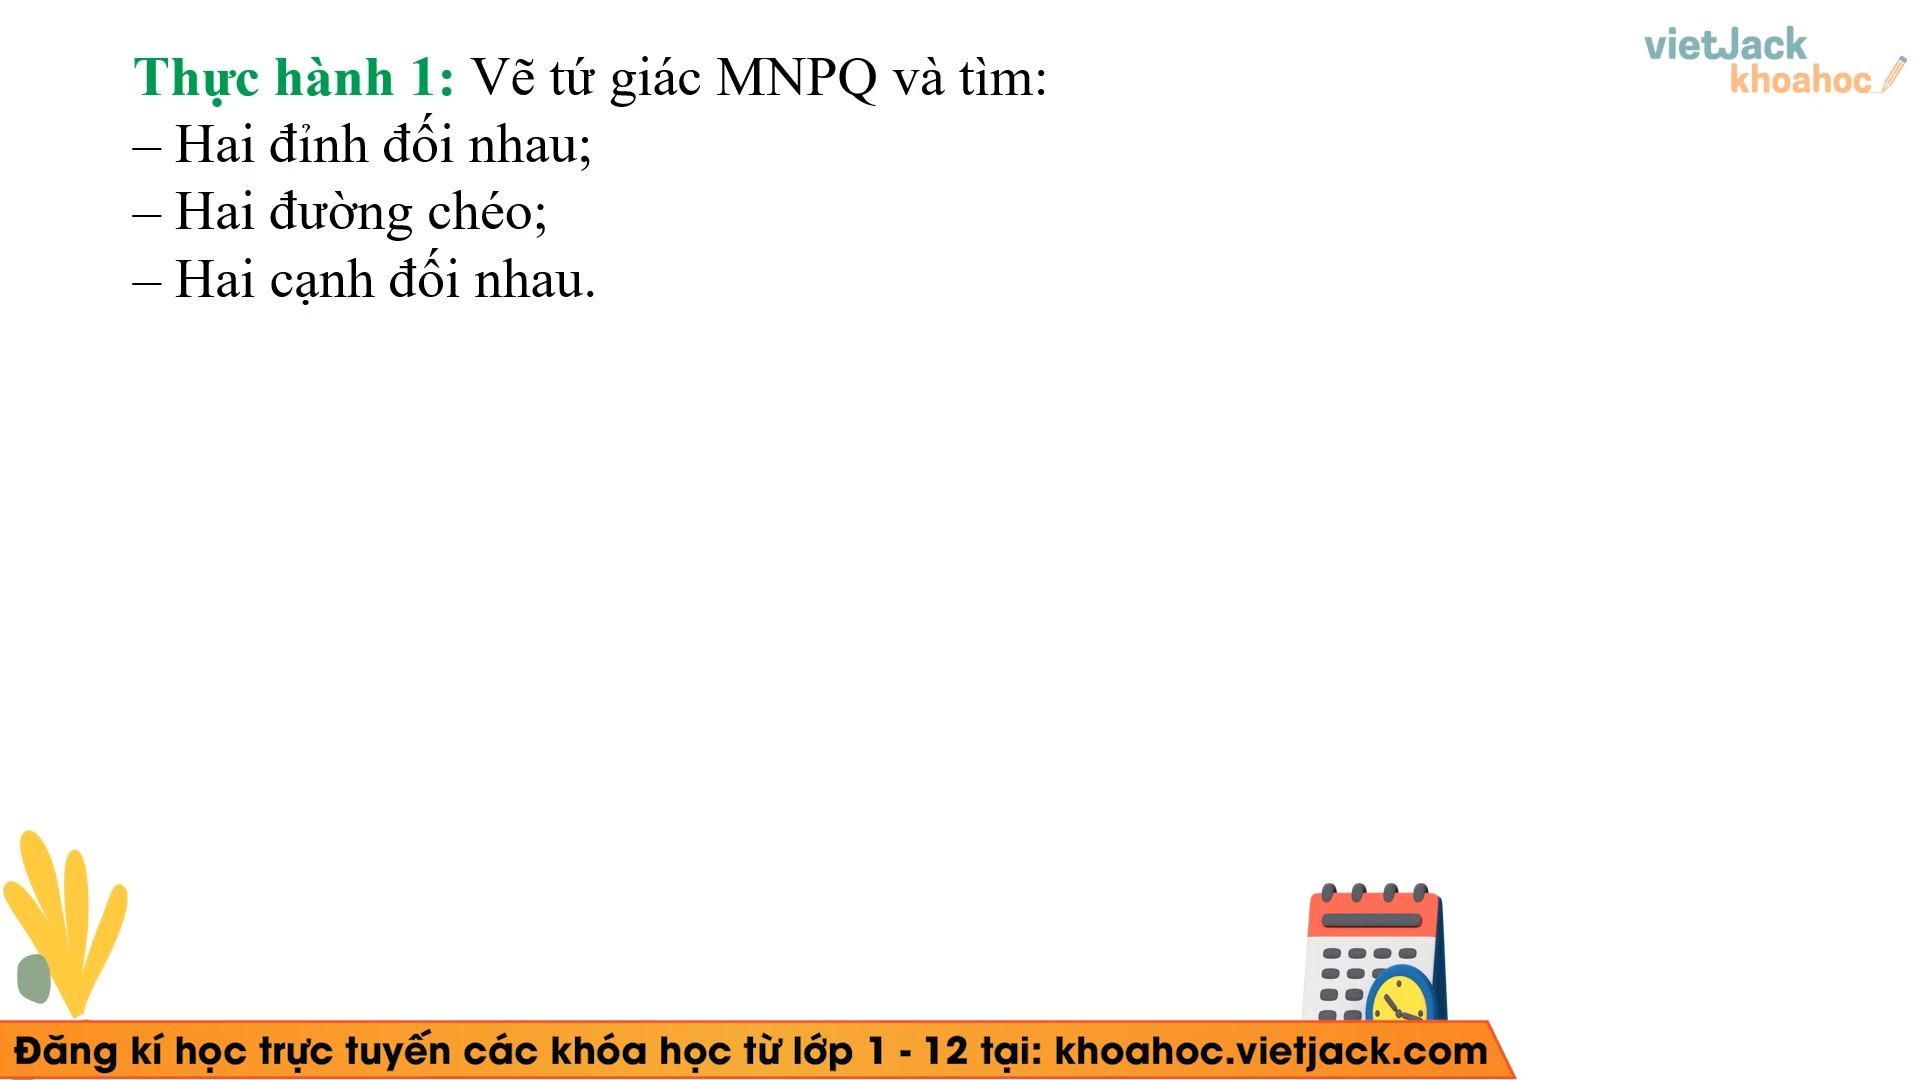 Thực hành 1: Vẽ tứ giác MNPQ và tìm:
– Hai đỉnh đối nhau;
– Hai đường chéo;
– Hai cạnh đối nhau.
vietJack
khoahoc
Đăng kí học trực tuyến các khóa học từ lớp 1 - 12 tại: khoahoc.vietjack.com